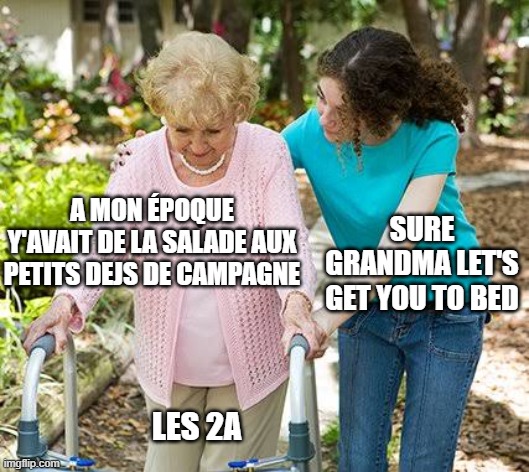 A MON ÉPOQUE
Y'AVAIT DE LA SALADE AUX
PETITS DEJS DE CAMPAGNE
SURE
GRANDMA LET'S
GET YOU TO BED
LES 2A
imgflip.com